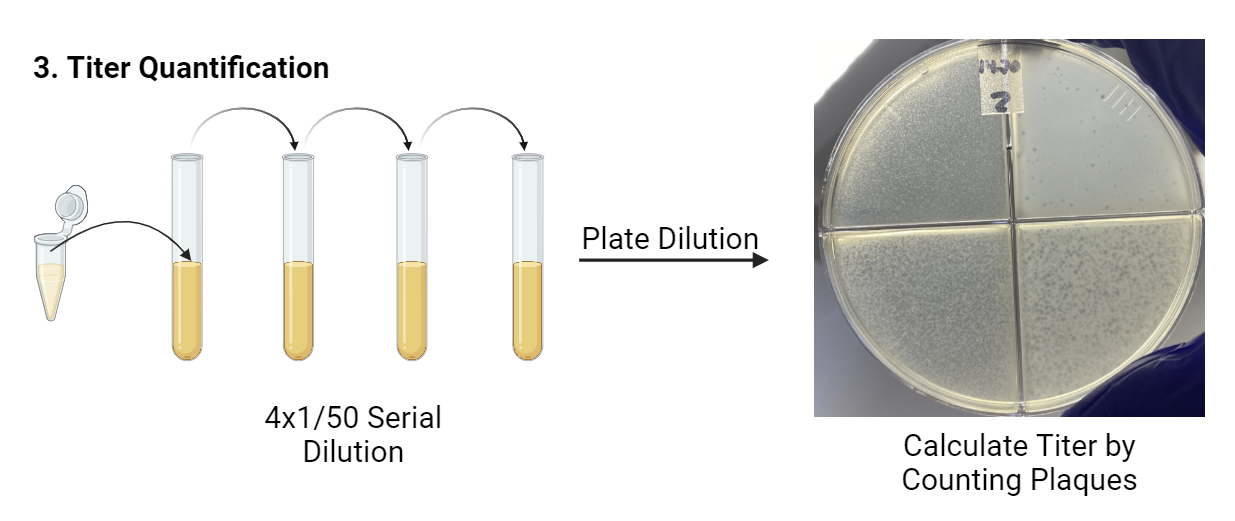 3. Titer Quantification
Plate Dilution
4x1/50 Serial
Dilution
Calculate Titer by
Counting Plaques